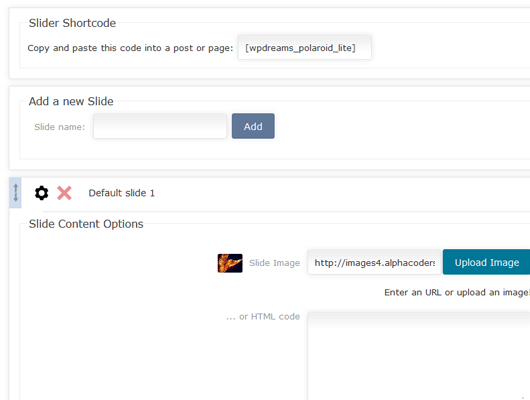 Slider Shortcode
Copy and paste this code into a post or page: [wpdreams_polaroid_lite]
Add a new Slide
Slide name: Add
Default slide 1
Slide Content Options
Slide Image http://images4.alphacoders Upload Image
Enter an URL or upload an image!
... or HTML code